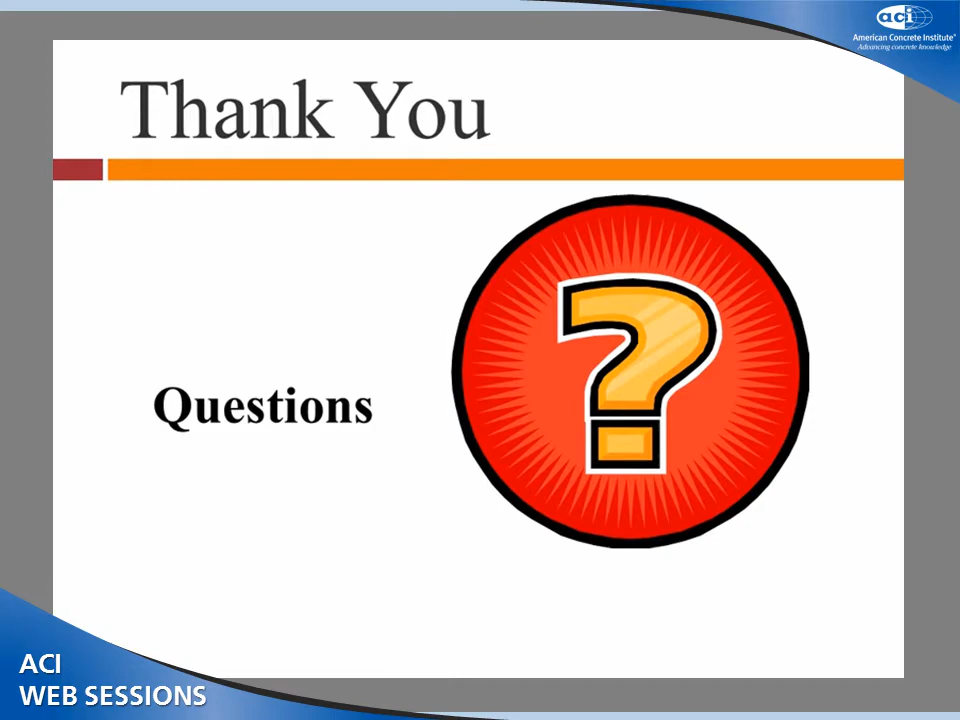 aci
American Concrete Institute®
Advancing concrete knowledge
Thank You
Questions
?
ACI
WEB SESSIONS